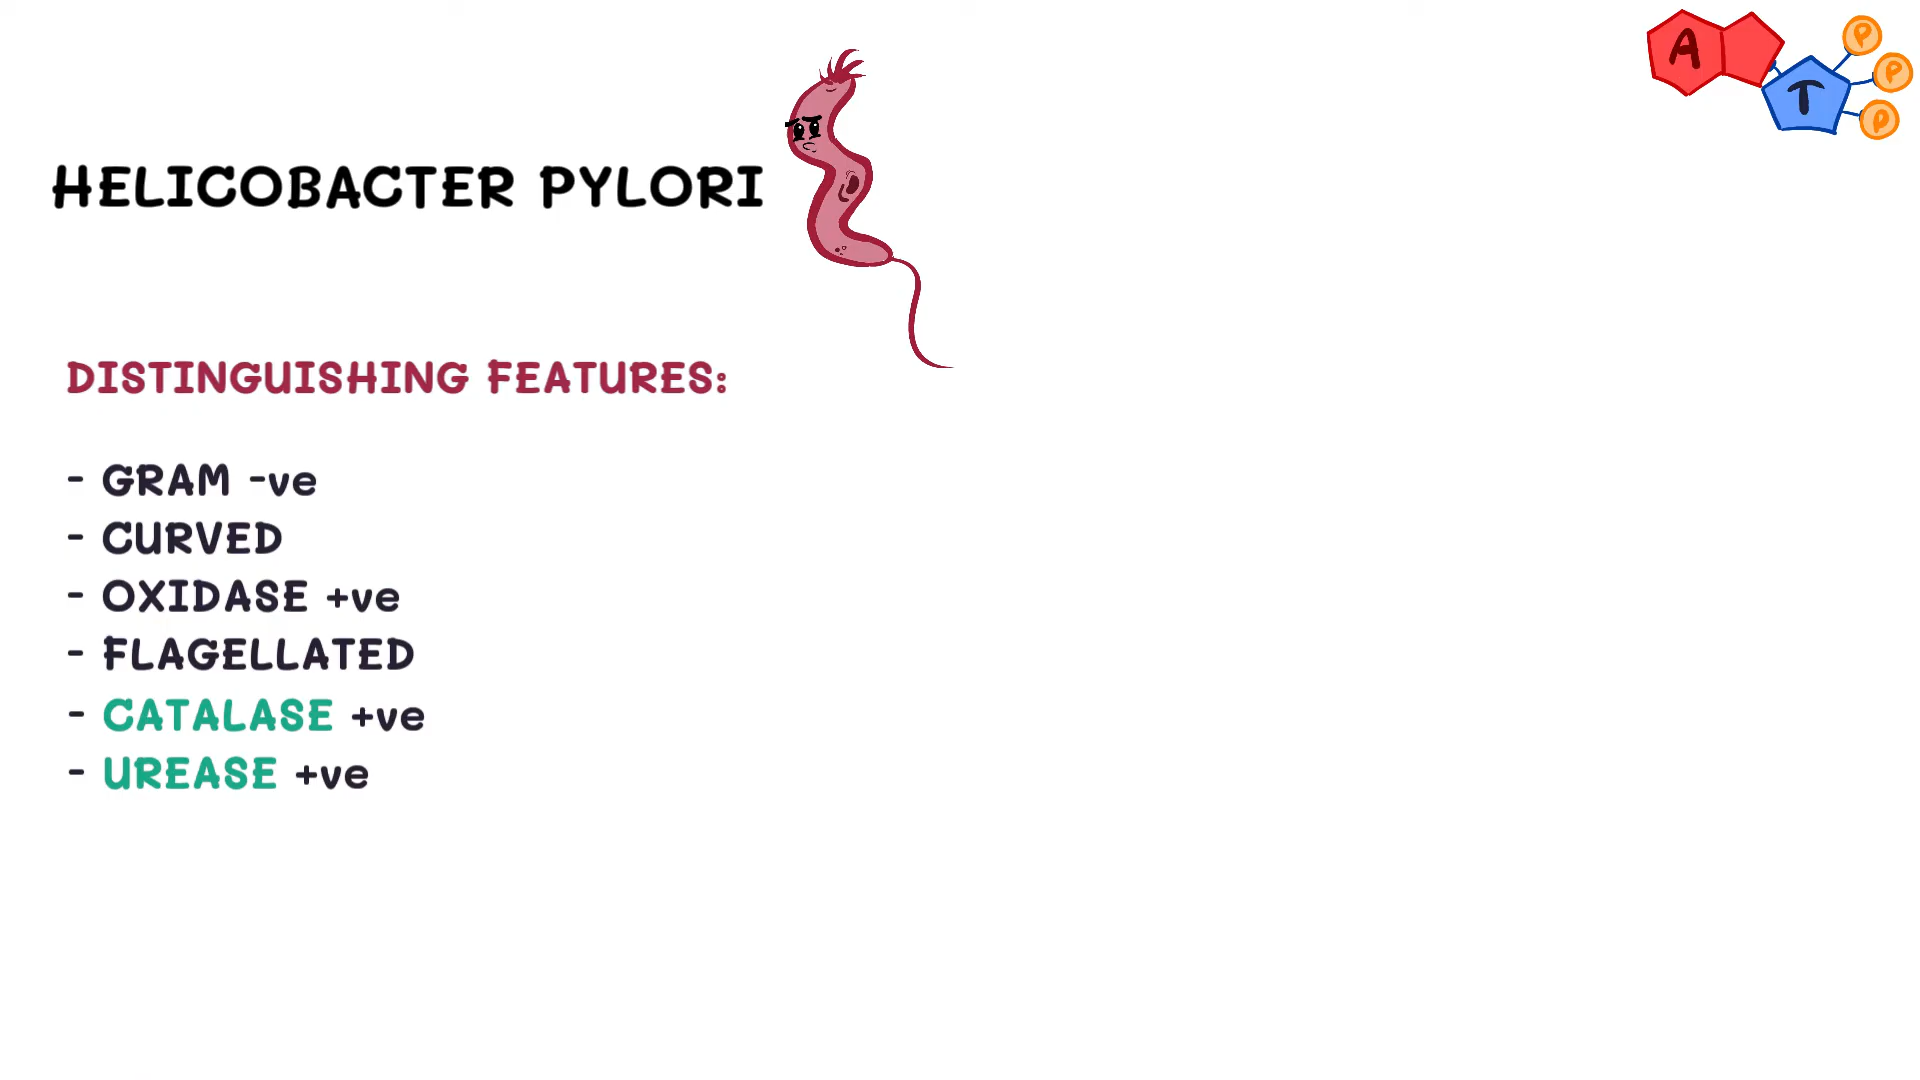 A
T
P
P
P
HELICOBACTER PYLORI
DISTINGUISHING FEATURES:
- GRAM -ve
- CURVED
- OXIDASE +ve
- FLAGELLATED
- CATALASE +ve
- UREASE +ve